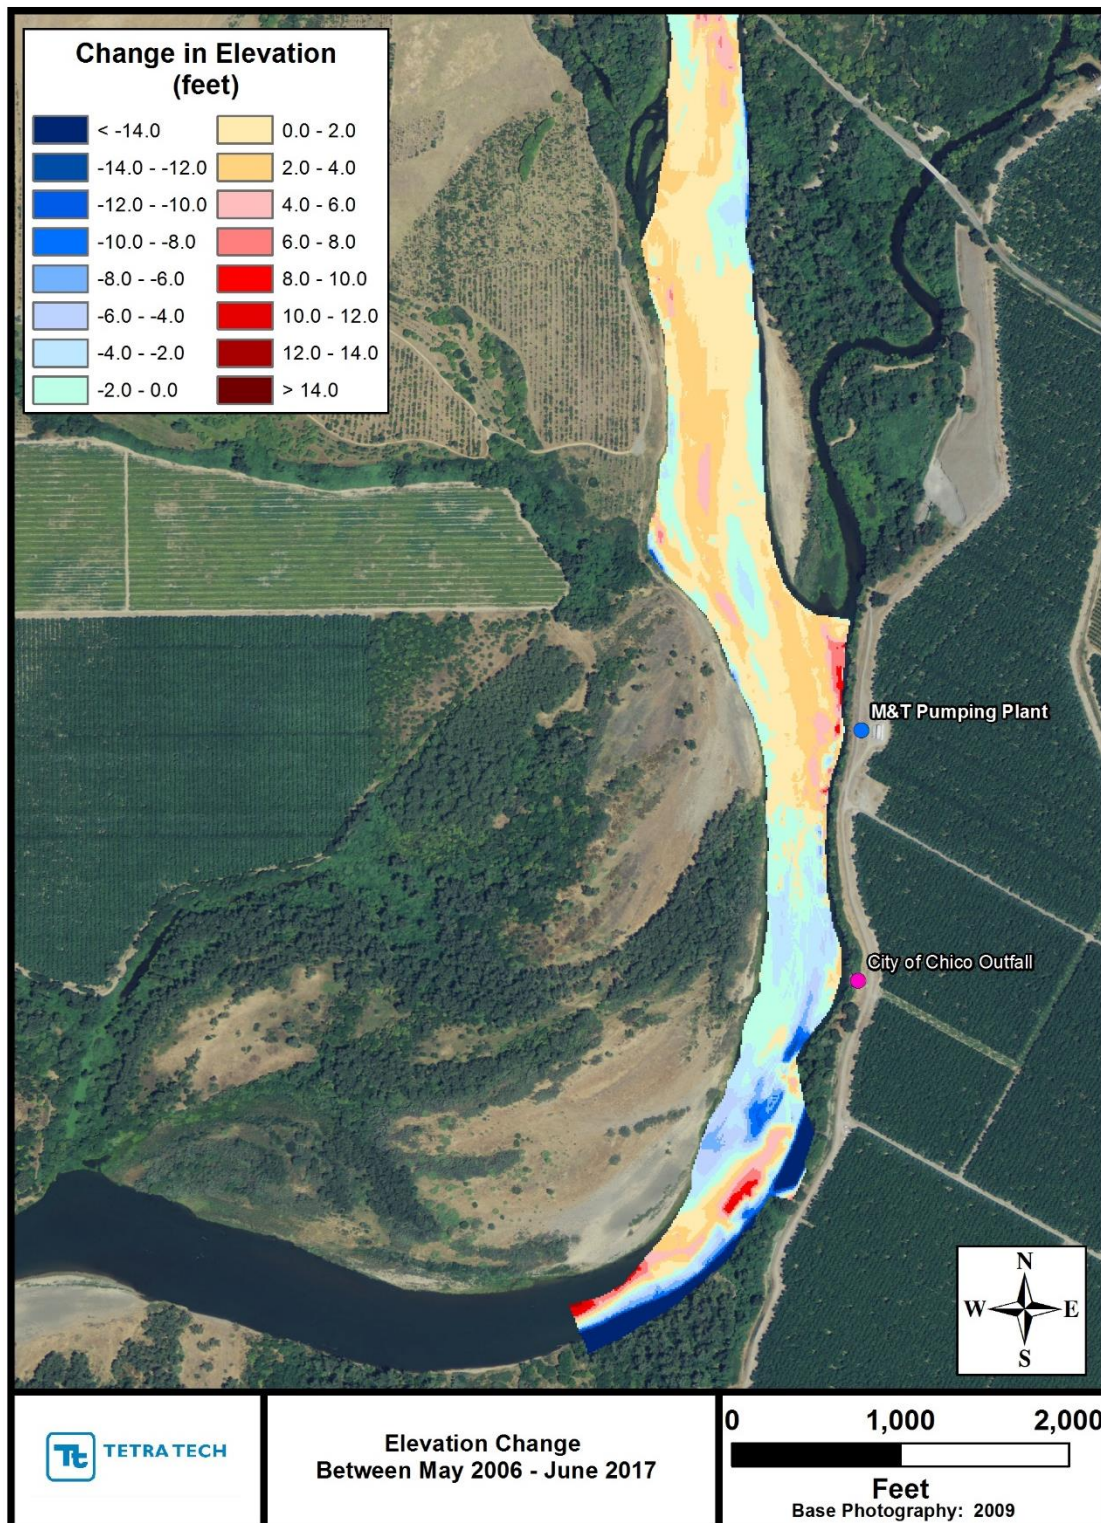 Change in Elevation
(feet)
< -14.0
-14.0 - -12.0
-12.0 - -10.0
-10.0 - -8.0
-8.0 - -6.0
-6.0 - -4.0
-4.0 - -2.0
-2.0 - 0.0
0.0 - 2.0
2.0 - 4.0
4.0 - 6.0
6.0 - 8.0
8.0 - 10.0
10.0 - 12.0
12.0 - 14.0
> 14.0
M&T Pumping Plant
City of Chico Outfall
N
W E
S
Tt TETRA TECH
Elevation Change
Between May 2006 - June 2017
0 1,000 2,000
Feet
Base Photography: 2009